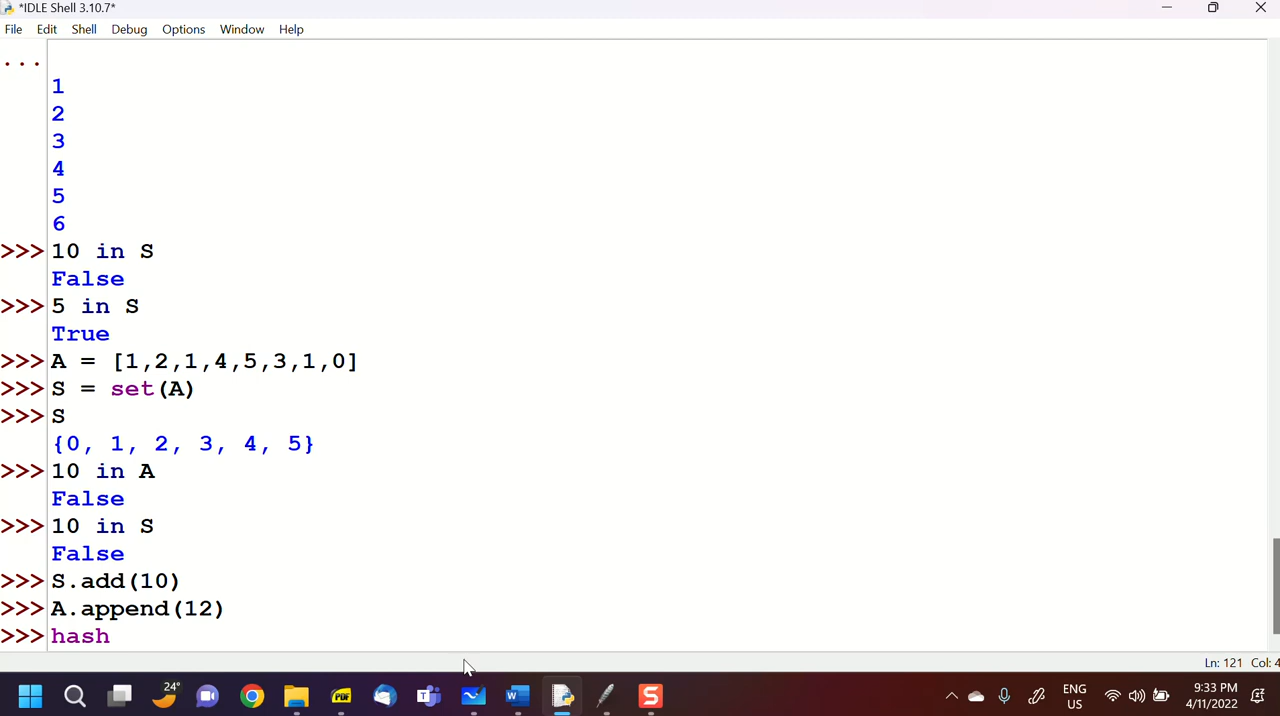 *IDLE Shell 3.10.7*
File Edit Shell Debug Options Window Help
...
1
2
3
4
5
6
>>> 10 in S
False
>>> 5 in S
True
>>> A = [1,2,1,4,5,3,1,0]
>>> S = set(A)
>>> S
{0, 1, 2, 3, 4, 5}
>>> 10 in A
False
>>> 10 in S
False
>>> S.add(10)
>>> A.append(12)
>>> hash
Ln: 121 Col: 4
24°
PDF
ENG
US
9:33 PM
4/11/2022